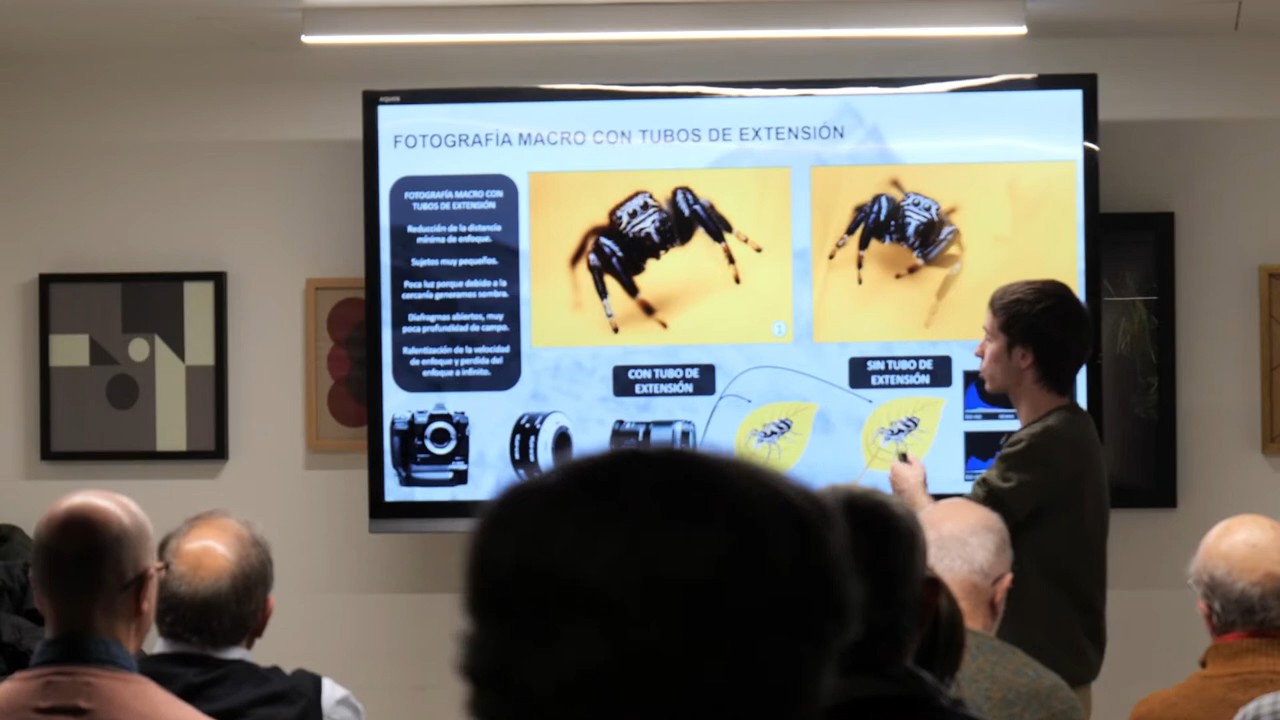 FOTOGRAFÍA MACRO CON TUBOS DE EXTENSIÓN
FOTOGRAFÍA MACRO CON
TUBOS DE EXTENSIÓN
Reducción de la distancia
mínima de enfoque.
Sujetos muy pequeños.
Poca luz porque debido a la
cercanía generamos sombra.
Diafragmas abiertos, muy
poca profundidad de campo.
Ralentización de la velocidad
de enfoque y perdida del
enfoque a infinito.
CON TUBO DE
EXTENSIÓN
SIN TUBO DE
EXTENSIÓN